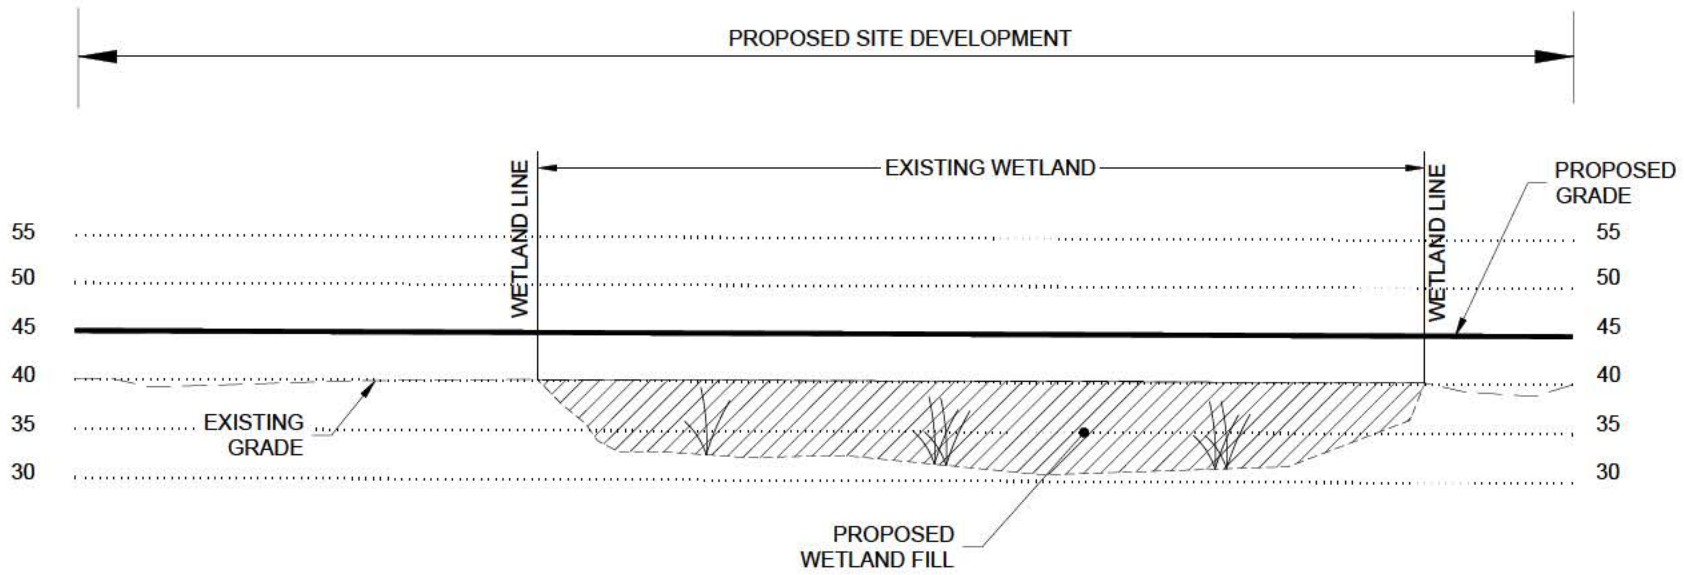 PROPOSED SITE DEVELOPMENT
EXISTING WETLAND
WETLAND LINE
WETLAND LINE
PROPOSED
GRADE
55
55
50
50
45
45
40
40
EXISTING
GRADE
35
35
30
30
PROPOSED
WETLAND FILL